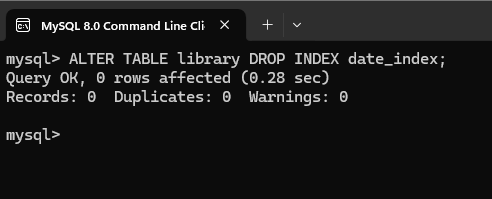 MySQL 8.0 Command Line Cli
mysql> ALTER TABLE library DROP INDEX date_index;
Query OK, 0 rows affected (0.28 sec)
Records: 0  Duplicates: 0  Warnings: 0
mysql>